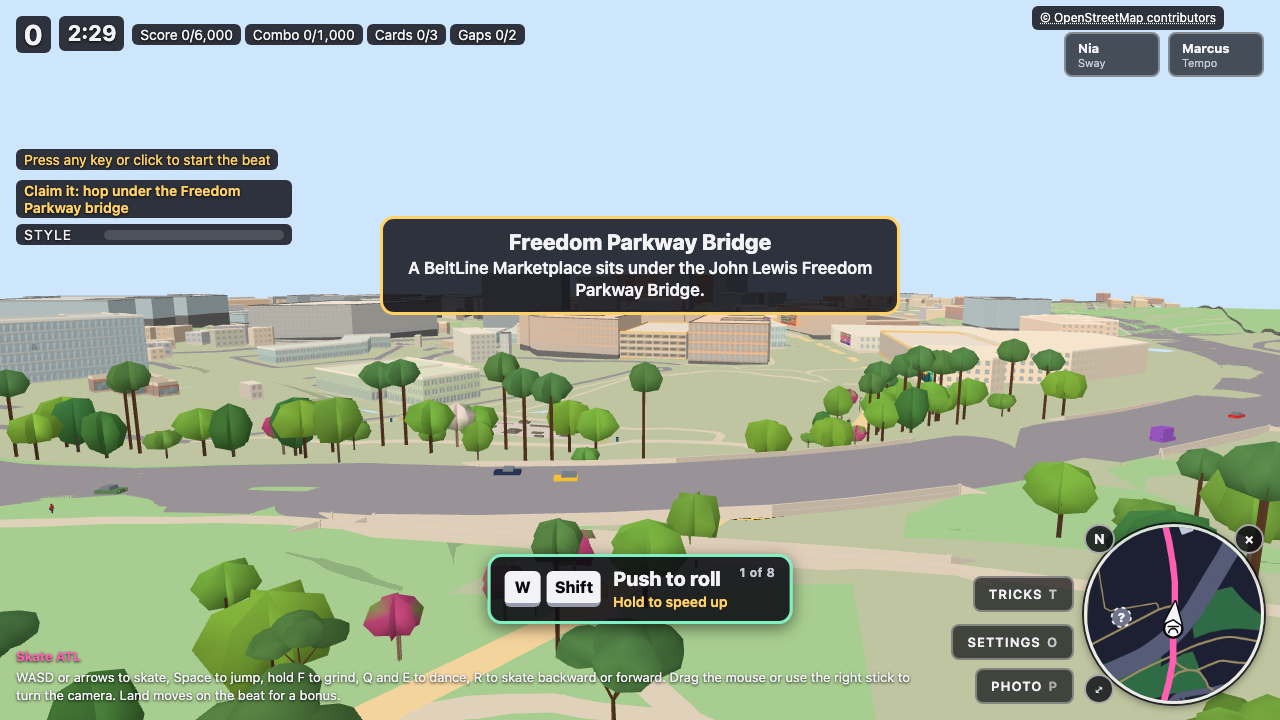 0
2:29
Score 0/6,000
Combo 0/1,000
Cards 0/3
Gaps 0/2
© OpenStreetMap contributors
Nia
Sway
Marcus
Tempo
Press any key or click to start the beat
Claim it: hop under the Freedom
Parkway bridge
STYLE
Freedom Parkway Bridge
A BeltLine Marketplace sits under the John Lewis Freedom
Parkway Bridge.
W
Shift
Push to roll
1 of 8
Hold to speed up
N
×
?
TRICKS T
SETTINGS O
PHOTO P
Skate ATL
WASD or arrows to skate, Space to jump, hold F to grind, Q and E to dance, R to skate backward or forward. Drag the mouse or use the right stick to
turn the camera. Land moves on the beat for a bonus.